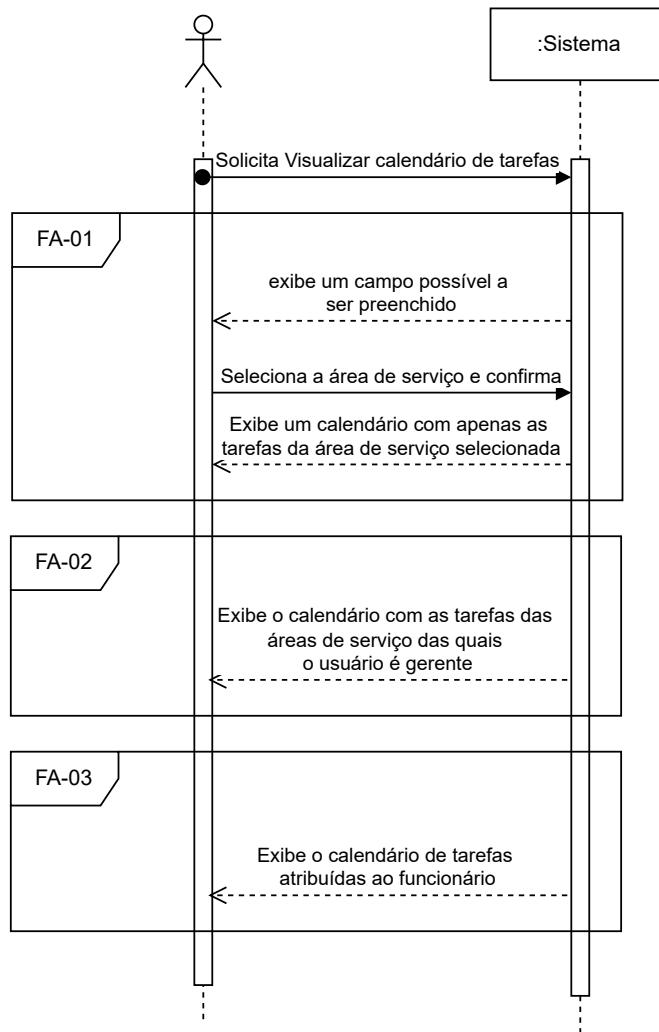 :Sistema
Solicita Visualizar calendário de tarefas
FA-01
exibe um campo possível a
ser preenchido
Seleciona a área de serviço e confirma
Exibe um calendário com apenas as
tarefas da área de serviço selecionada
FA-02
Exibe o calendário com as tarefas das
áreas de serviço das quais
o usuário é gerente
FA-03
Exibe o calendário de tarefas
atribuídas ao funcionário